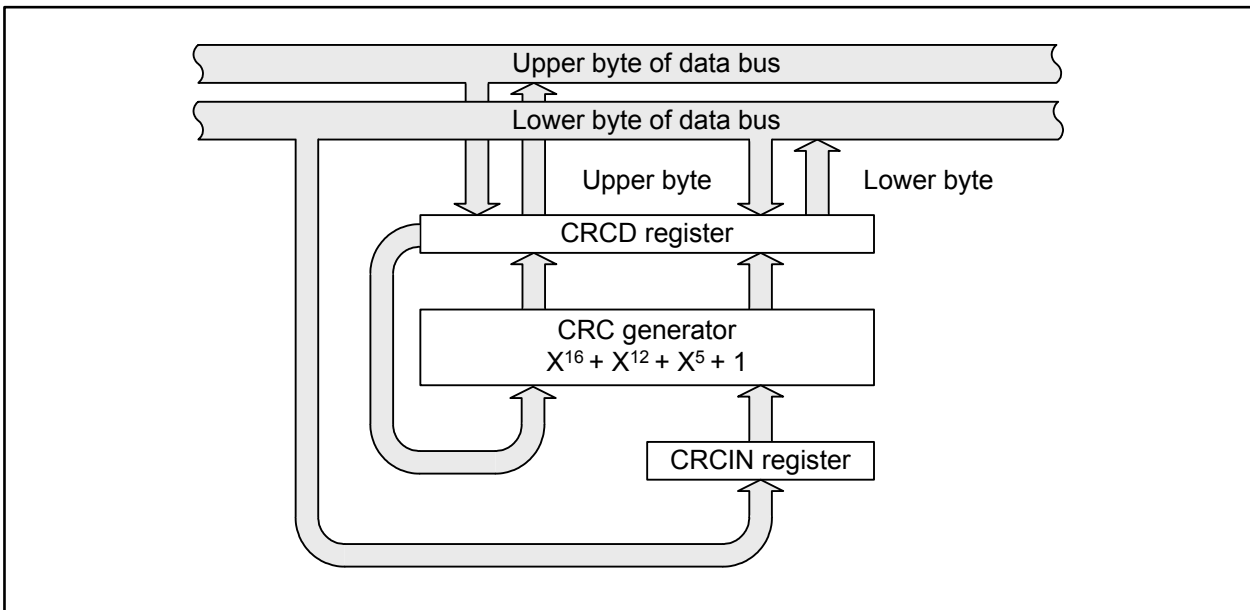 Upper byte of data bus
Lower byte of data bus
Upper byte
Lower byte
CRCD register
CRC generator
X¹⁶ + X¹² + X⁵ + 1
CRCIN register